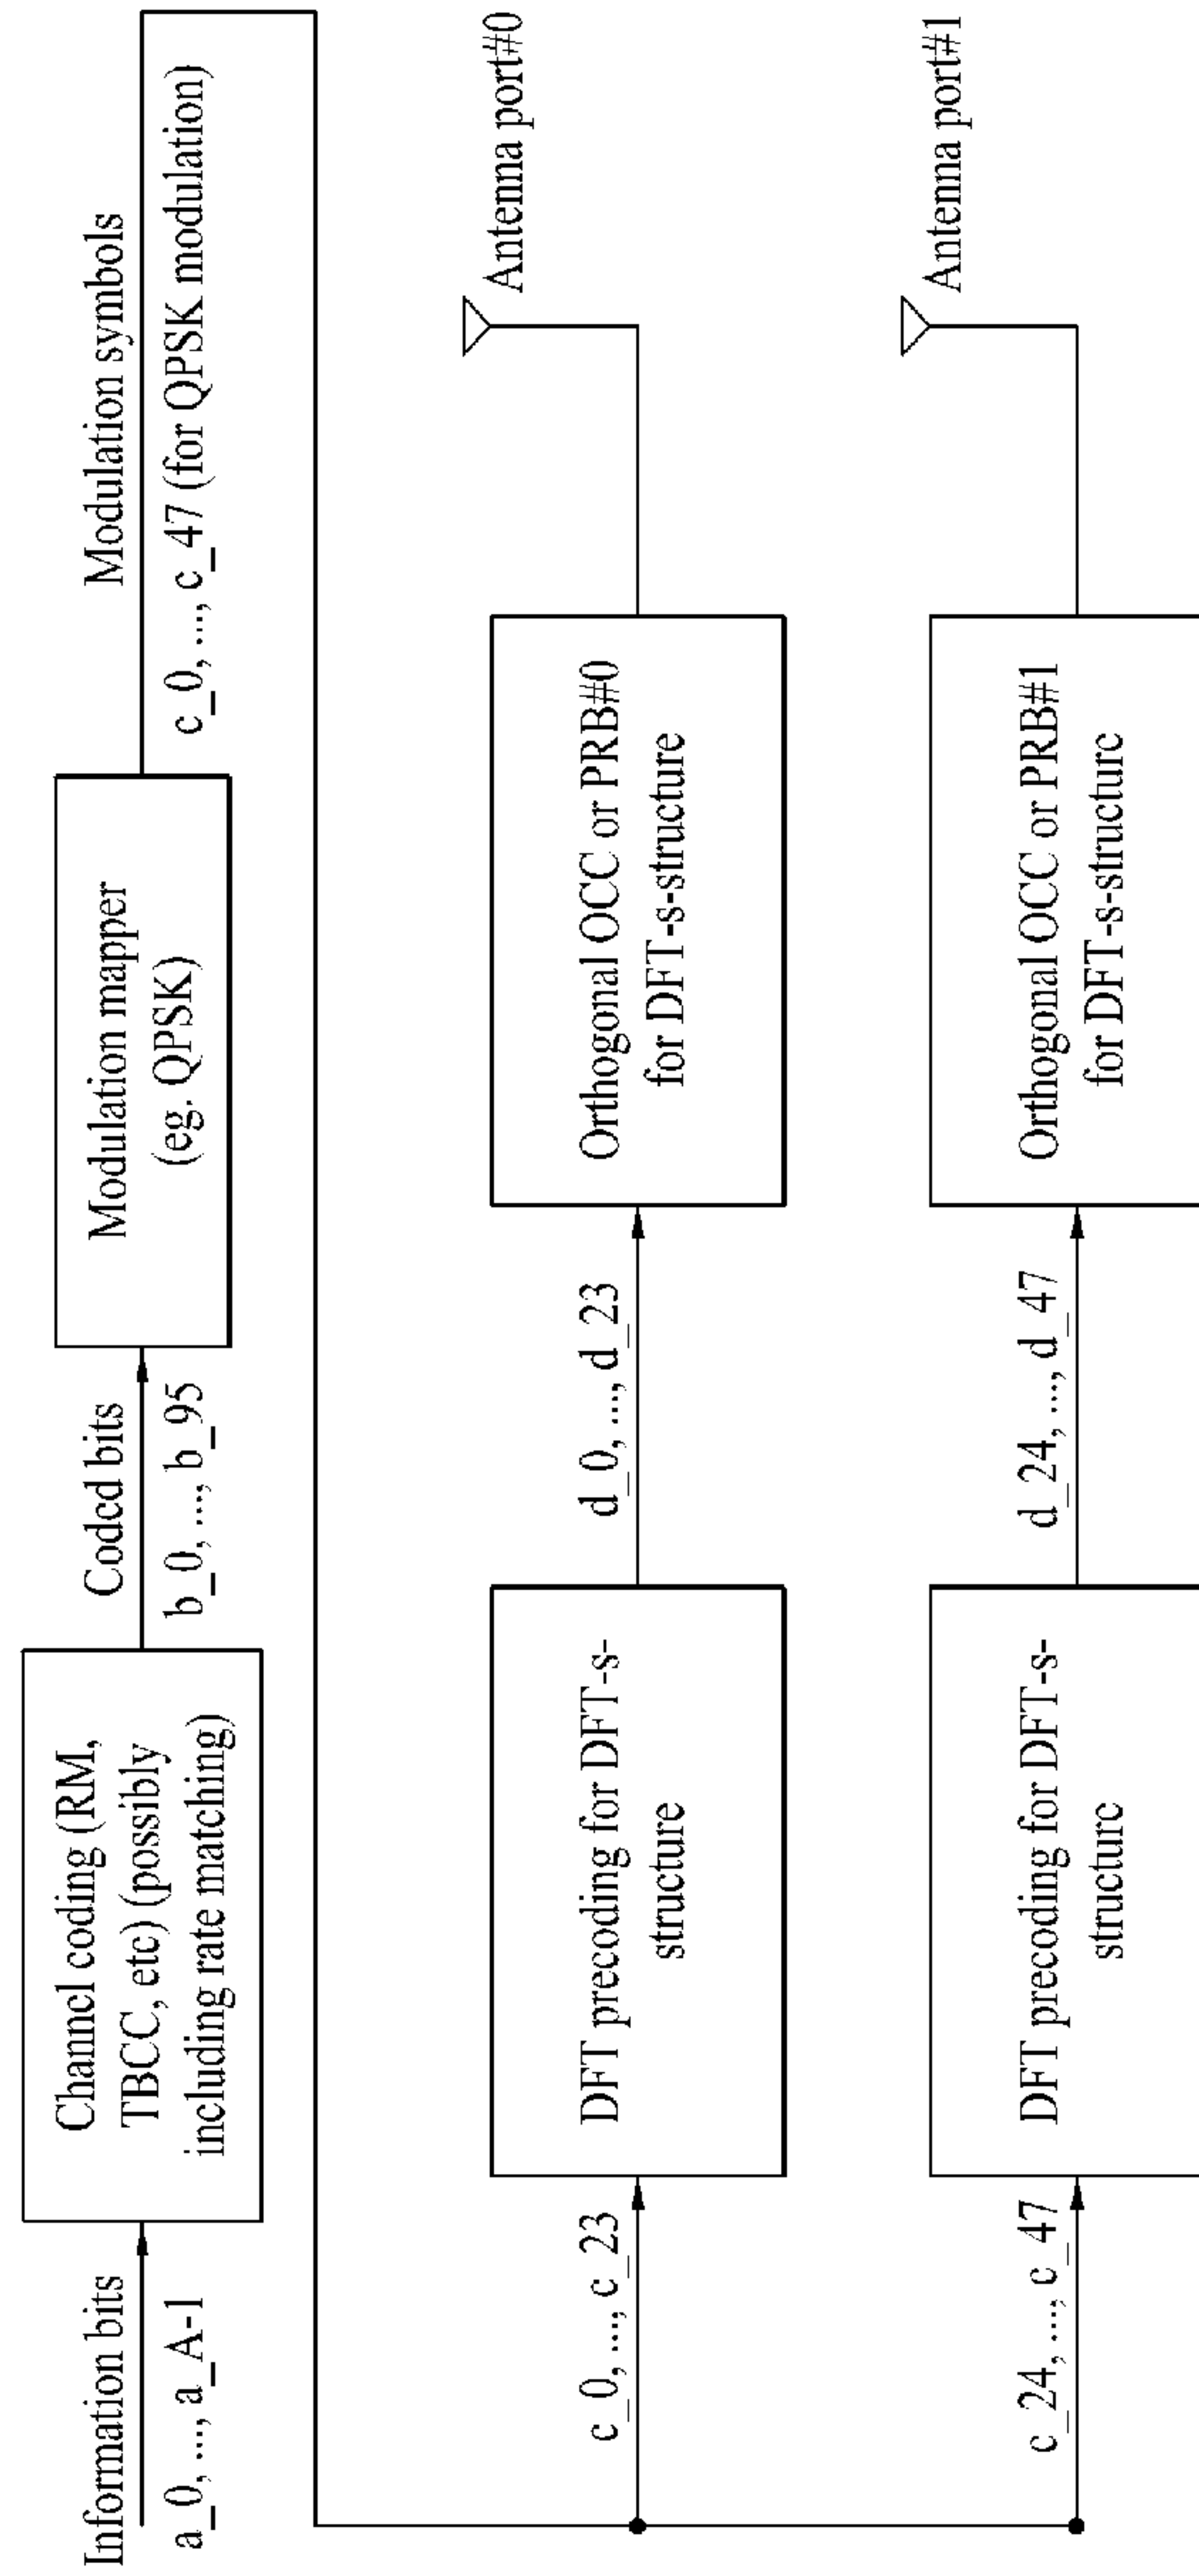 Information bits
a_0, ..., a_A-1
Channel coding (RM,
TBCC, etc) (possibly
including rate matching)
Coded bits
b_0, ..., b_95
Modulation mapper
(eg. QPSK)
Modulation symbols
c_0, ..., c_47 (for QPSK modulation)
c_0, ..., c_23
DFT precoding for DFT-s-
structure
d_0, ..., d_23
Orthogonal OCC or PRB#0
for DFT-s-structure
Antenna port#0
c_24, ..., c_47
DFT precoding for DFT-s-
structure
d_24, ..., d_47
Orthogonal OCC or PRB#1
for DFT-s-structure
Antenna port#1